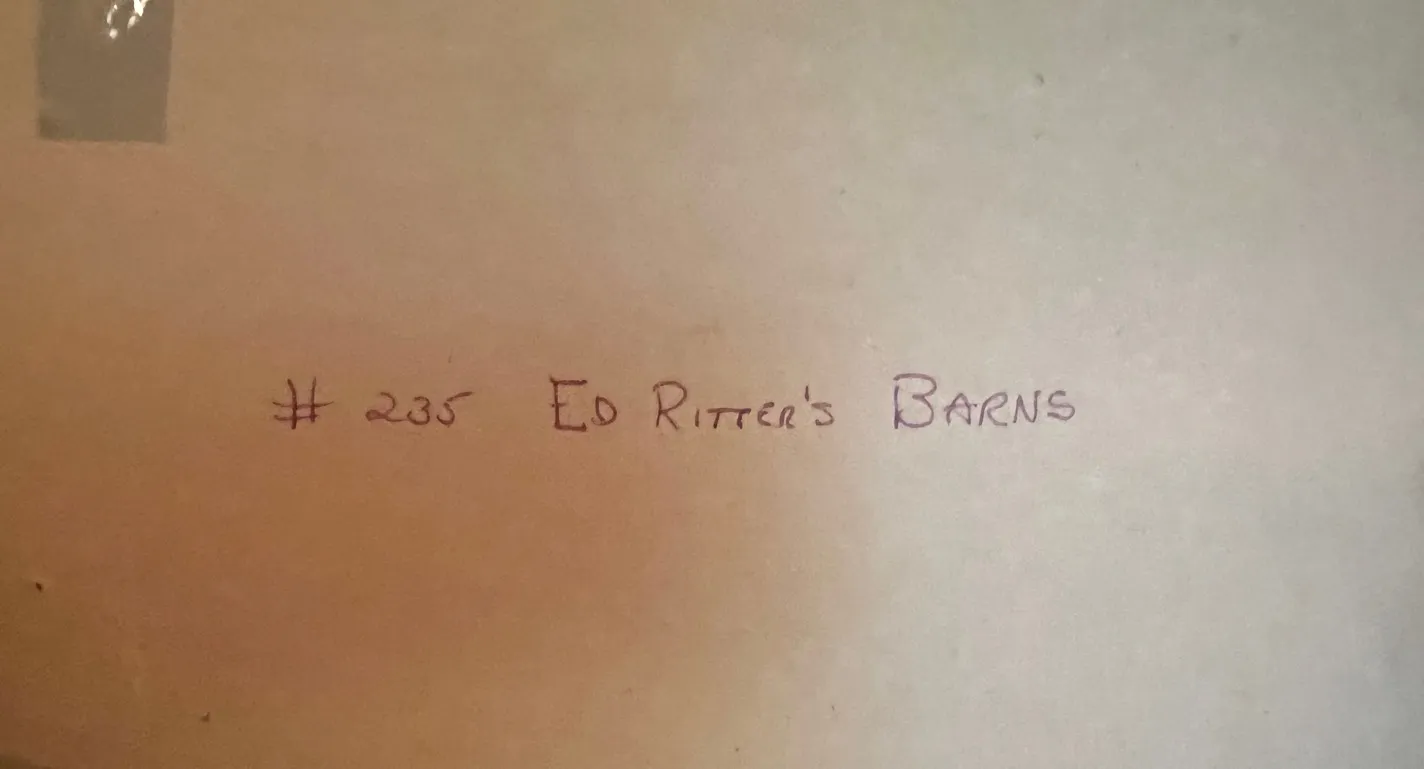 # 235 ED RITTER'S BARNS